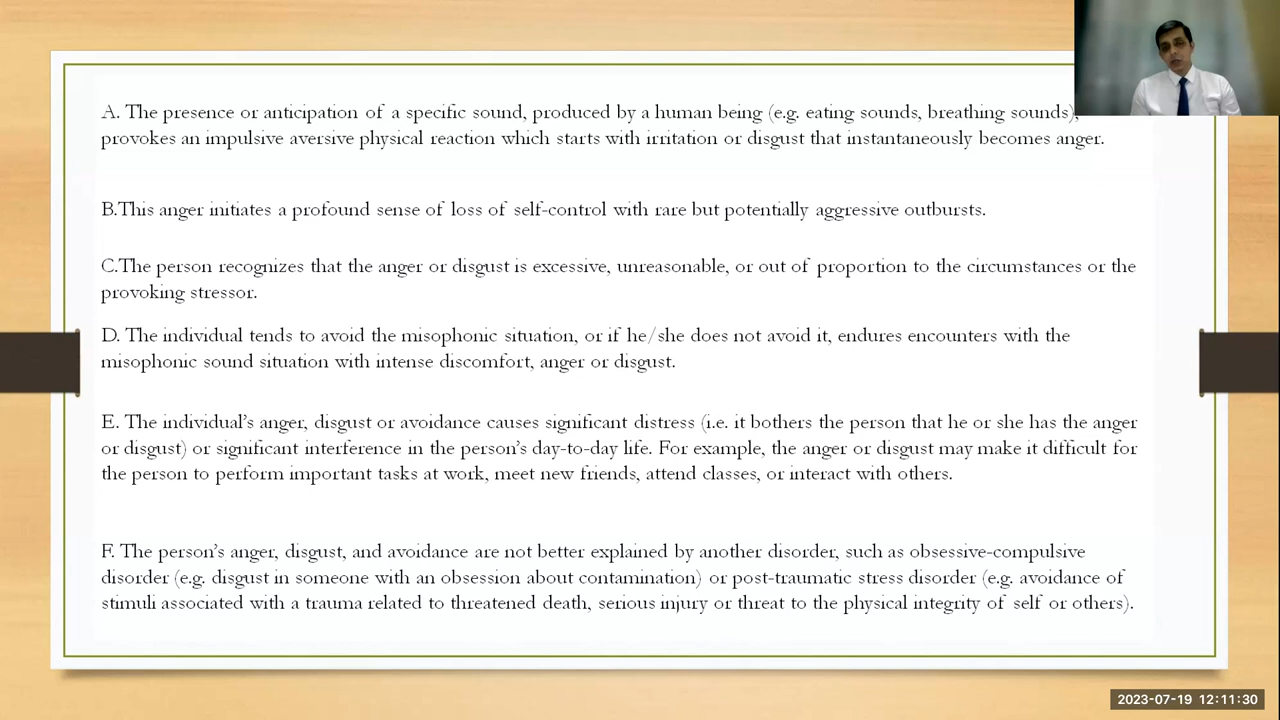 A. The presence or anticipation of a specific sound, produced by a human being (e.g. eating sounds, breathing sounds),
provokes an impulsive aversive physical reaction which starts with irritation or disgust that instantaneously becomes anger.
B.This anger initiates a profound sense of loss of self-control with rare but potentially aggressive outbursts.
C.The person recognizes that the anger or disgust is excessive, unreasonable, or out of proportion to the circumstances or the
provoking stressor.
D. The individual tends to avoid the misophonic situation, or if he/she does not avoid it, endures encounters with the
misophonic sound situation with intense discomfort, anger or disgust.
E. The individual’s anger, disgust or avoidance causes significant distress (i.e. it bothers the person that he or she has the anger
or disgust) or significant interference in the person’s day-to-day life. For example, the anger or disgust may make it difficult for
the person to perform important tasks at work, meet new friends, attend classes, or interact with others.
F. The person’s anger, disgust, and avoidance are not better explained by another disorder, such as obsessive-compulsive
disorder (e.g. disgust in someone with an obsession about contamination) or post-traumatic stress disorder (e.g. avoidance of
stimuli associated with a trauma related to threatened death, serious injury or threat to the physical integrity of self or others).
2023-07-19 12:11:30